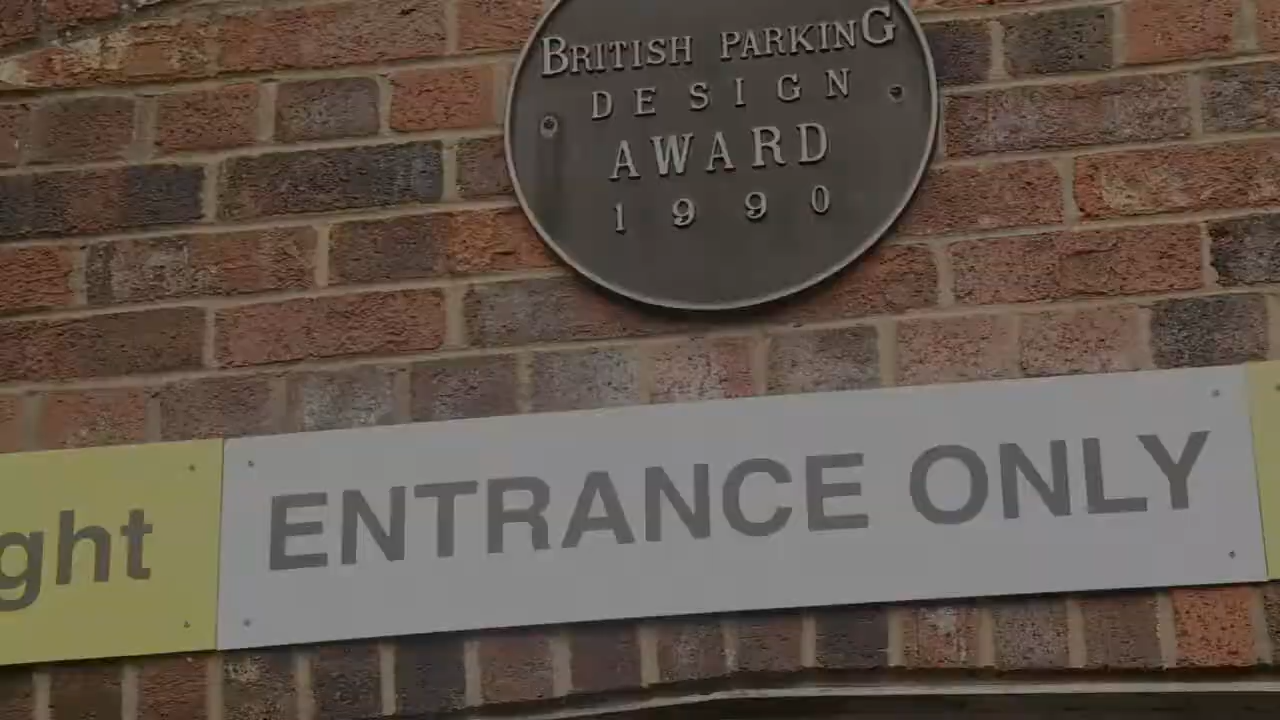 BRITISH PARKING
DESIGN
AWARD
1990
ght
ENTRANCE ONLY